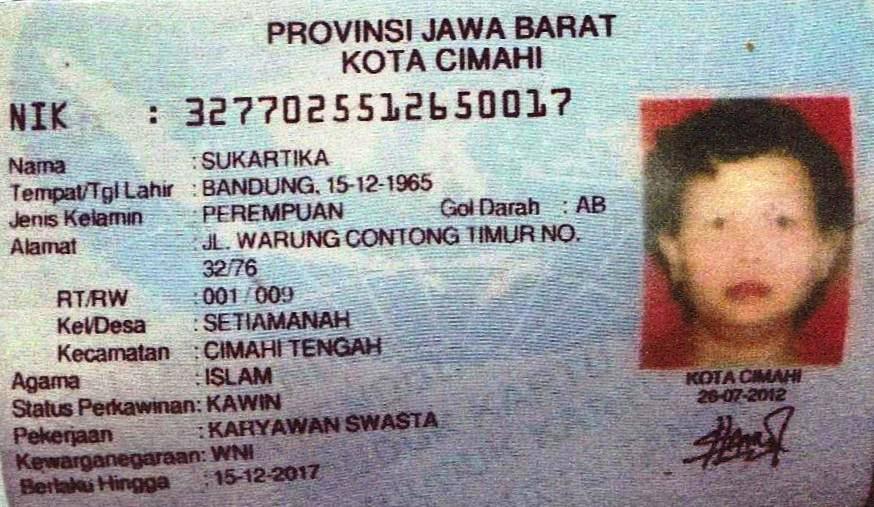 PROVINSI JAWA BARAT
KOTA CIMAHI
NIK : 3277025512650017
Nama : SUKARTIKA
Tempat/Tgl Lahir : BANDUNG, 15-12-1965
Jenis Kelamin : PEREMPUAN Gol Darah : AB
Alamat : JL. WARUNG CONTONG TIMUR NO.
32/76
RT/RW : 001/009
Kel/Desa : SETIAMANAH
Kecamatan : CIMAHI TENGAH
Agama : ISLAM
Status Perkawinan: KAWIN
Pekerjaan : KARYAWAN SWASTA
Kewarganegaraan: WNI
Berlaku Hingga : 15-12-2017
KOTA CIMAHI
26-07-2012